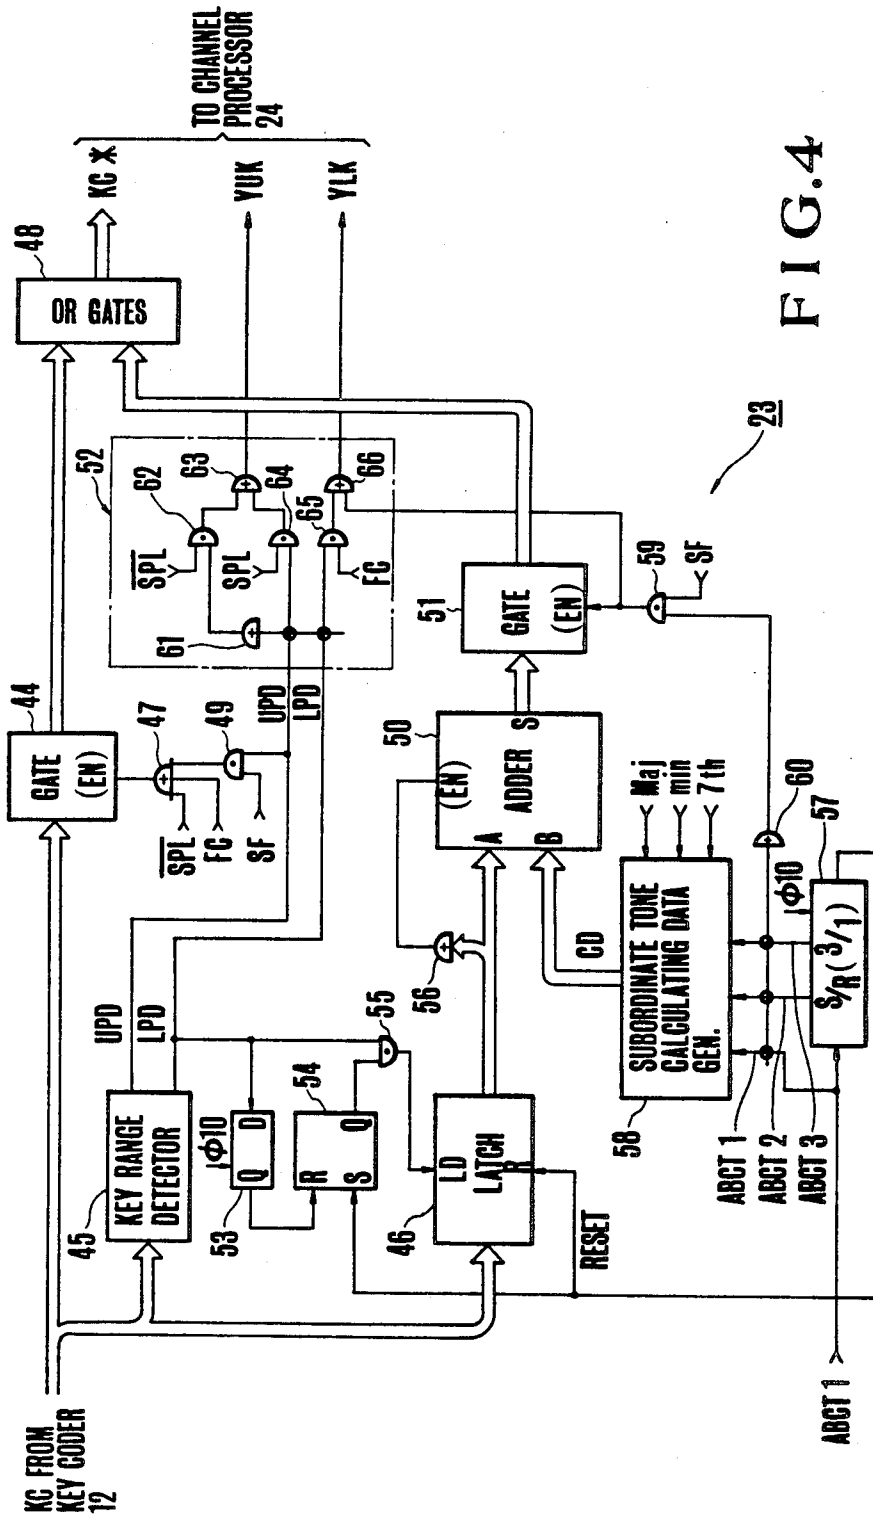 KC FROM
KEY CODER
12
45
KEY RANGE
DETECTOR
UPD
LPD
44
GATE
(EN)
47
SPL
FC
SF
49
UPD
LPD
52
61
62
SPL
63
SPL
64
65
FC
66
48
OR GATES
KC *
YUK
YLK
TO CHANNEL
PROCESSOR
24
53
Q
D
ϕ10
54
R
S
Q
55
46
LD
LATCH
R
RESET
56
50
A
B
(EN)
ADDER
S
51
GATE
(EN)
59
SF
23
58
SUBORDINATE TONE
CALCULATING DATA
GEN.
CD
Maj
min
7th
60
57
ϕ10
S/R (3/1)
ABCT 1
ABCT 2
ABCT 3
ABCT 1
FIG.4